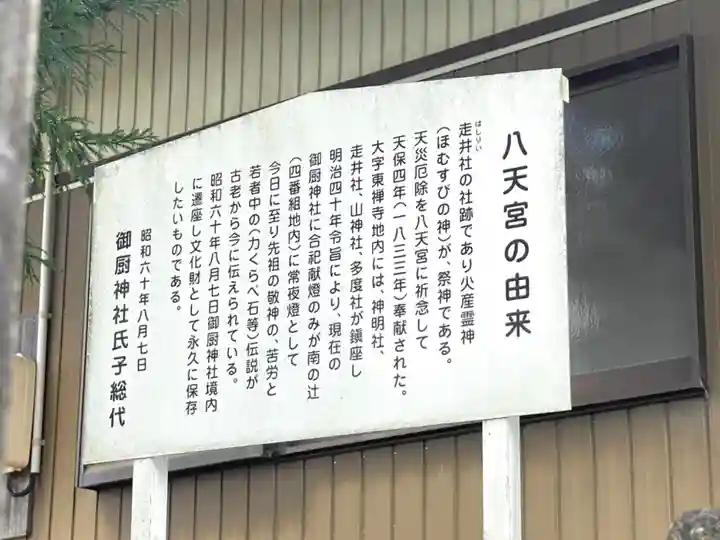 八天宮の由来
はしりい
走井社の社跡であり火産霊神
(ほむすびの神)が、祭神である。
天災厄除を八天宮に祈念して
天保四年(一八三三年)奉献された。
大字東禅寺地内には、神明社、
走井社、山神社、多度社が鎮座し
明治四十年令旨により、現在の
御厨神社に合祀献燈のみが南の辻
(四番組地内)に常夜燈として
今日に至り先祖の敬神の、苦労と
若者中の(力くらべ石等)伝説が
古老から今に伝えられている。
昭和六十年八月七日御厨神社境内
に遷座し文化財として永久に保存
したいものである。
昭和六十年八月七日
御厨神社氏子総代